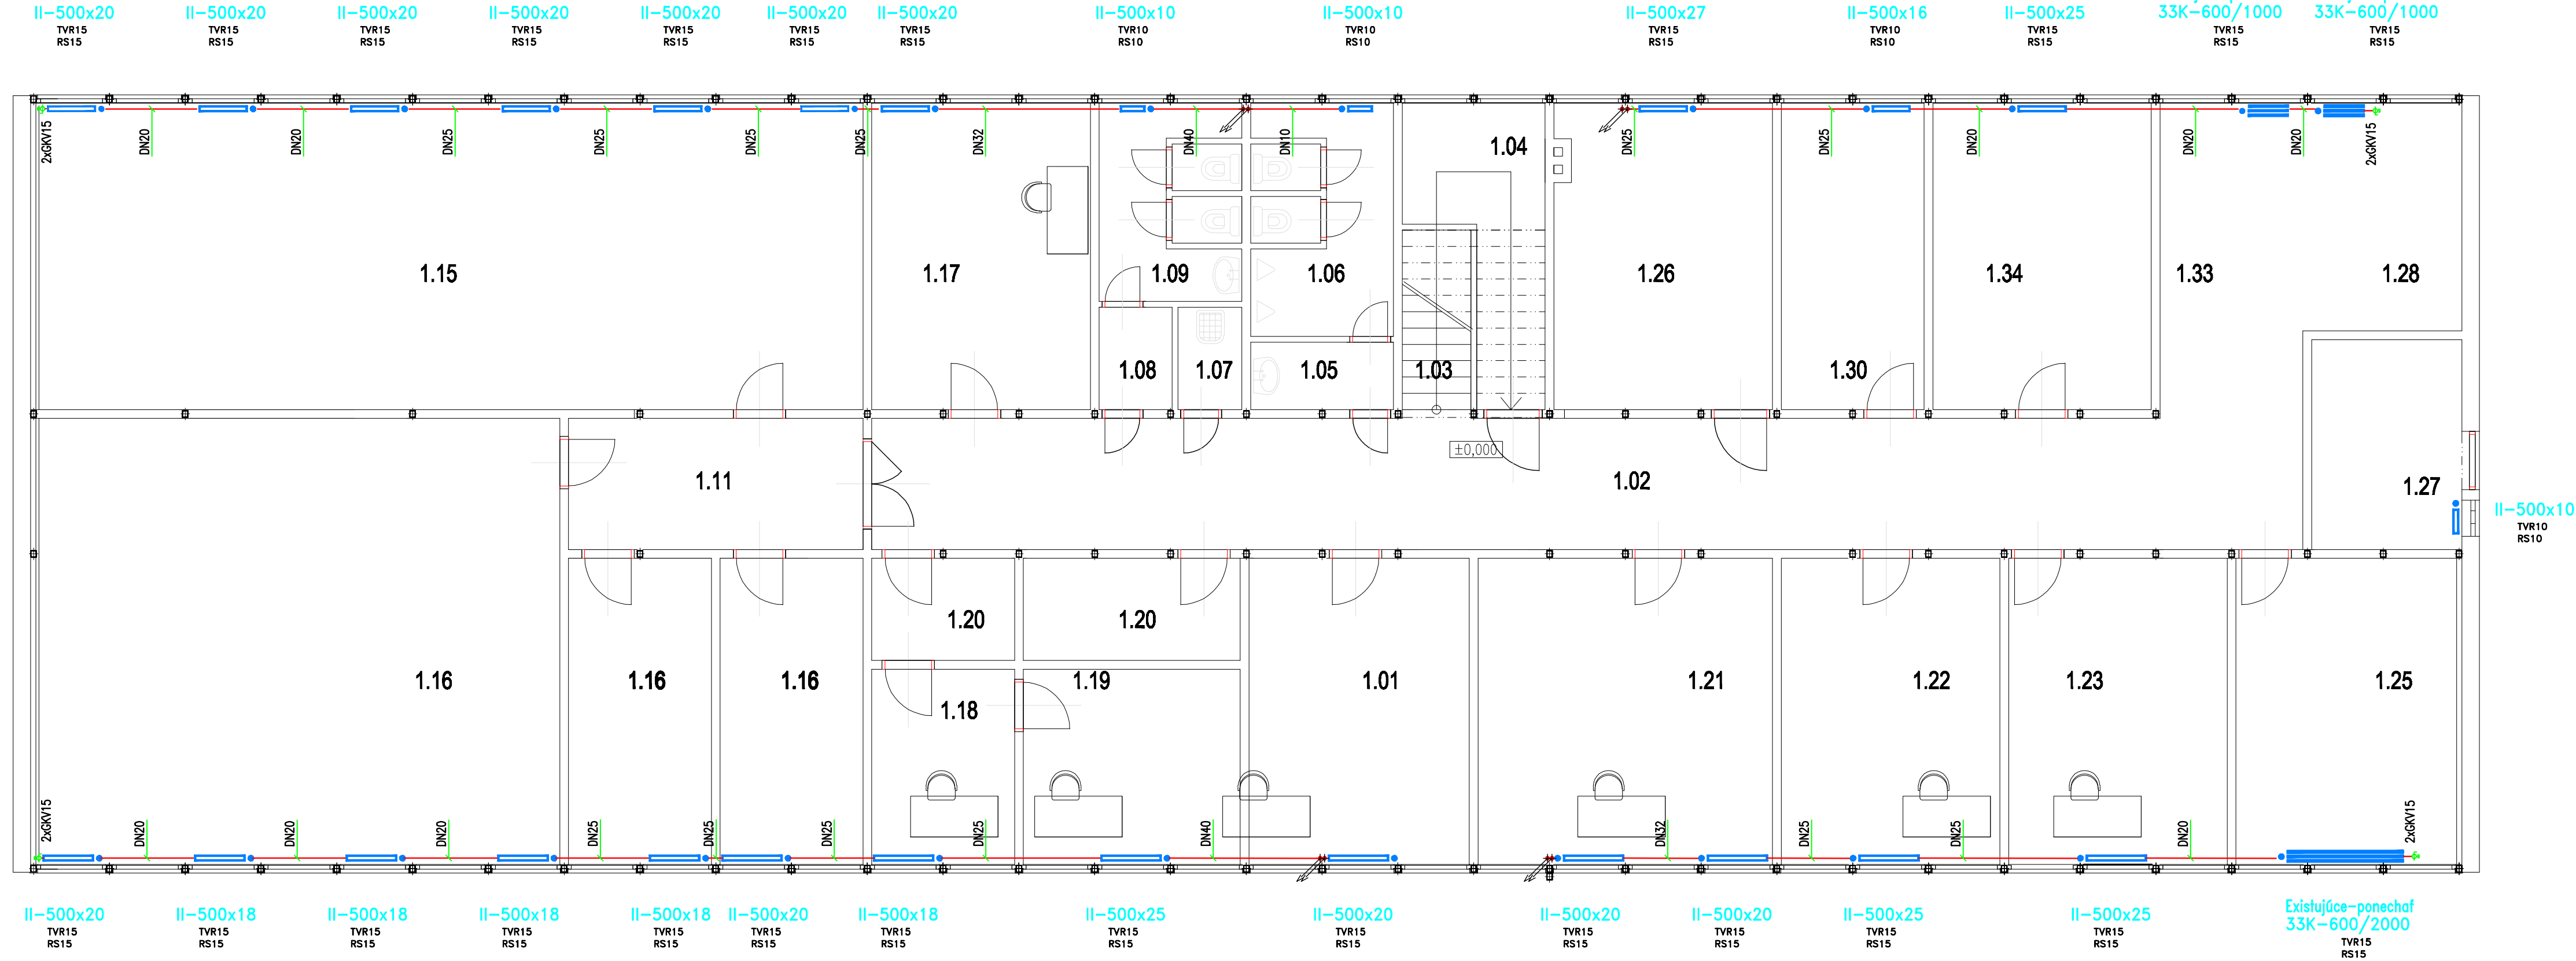 II-500x20 II-500x20 II-500x20 II-500x20 II-500x20 II-500x20 II-500x20 II-500x10 II-500x10 II-500x27 II-500x16 II-500x25 33K-600/1000 33K-600/1000
TVR15 TVR15 TVR15 TVR15 TVR15 TVR15 TVR15 TVR10 TVR10 TVR15 TVR10 TVR15 TVR15 TVR15
RS15 RS15 RS15 RS15 RS15 RS15 RS15 RS10 RS10 RS15 RS10 RS15 RS15 RS15
2xGKV15 DN20 DN20 DN25 DN25 DN25 DN25 DN32 DN40 DN10 DN25 DN25 DN20 DN20 DN20 2xGKV15
1.04
1.15 1.17 1.09 1.06 1.26 1.34 1.33 1.28
1.08 1.07 1.05 1.03 1.30
±0,000
1.11 1.02 1.27
II-500x10
TVR10
RS10
1.20 1.20
1.16 1.16 1.16 1.19 1.01 1.21 1.22 1.23 1.25
1.18
2xGKV15 DN20 DN20 DN20 DN25 DN25 DN25 DN25 DN40 DN32 DN25 DN25 DN20 2xGKV15
II-500x20 II-500x18 II-500x18 II-500x18 II-500x18 II-500x20 II-500x18 II-500x25 II-500x20 II-500x20 II-500x20 II-500x25 II-500x25 Existujúce-ponechať
33K-600/2000
TVR15 TVR15 TVR15 TVR15 TVR15 TVR15 TVR15 TVR15 TVR15 TVR15 TVR15 TVR15 TVR15 TVR15
RS15 RS15 RS15 RS15 RS15 RS15 RS15 RS15 RS15 RS15 RS15 RS15 RS15 RS15